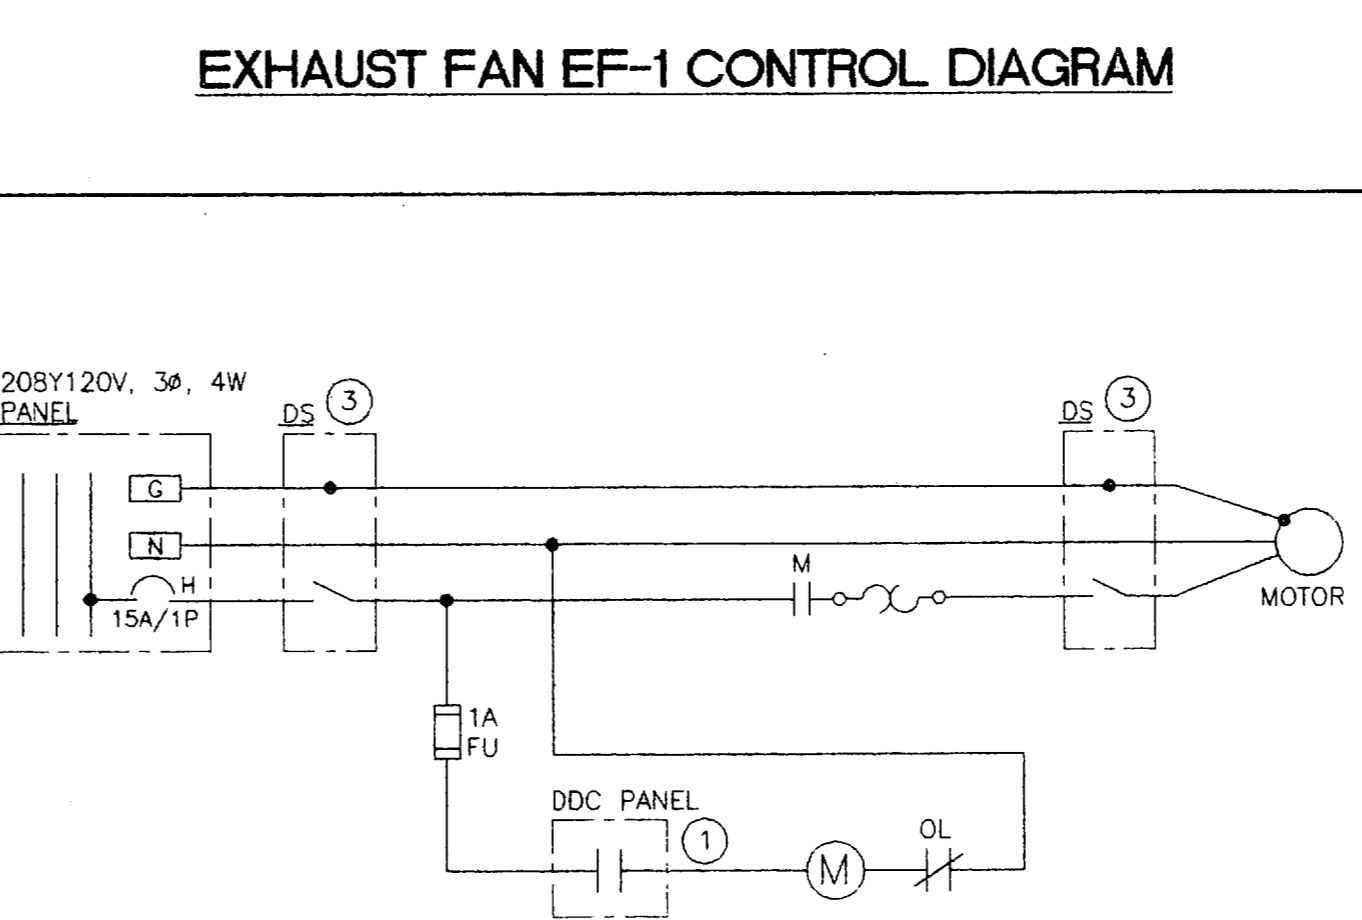 EXHAUST FAN EF-1 CONTROL DIAGRAM
208Y120V, 3ø, 4W
PANEL
DS 3
DS 3
G
N
H
15A/1P
M
MOTOR
1A
FU
DDC PANEL
1
OL
M